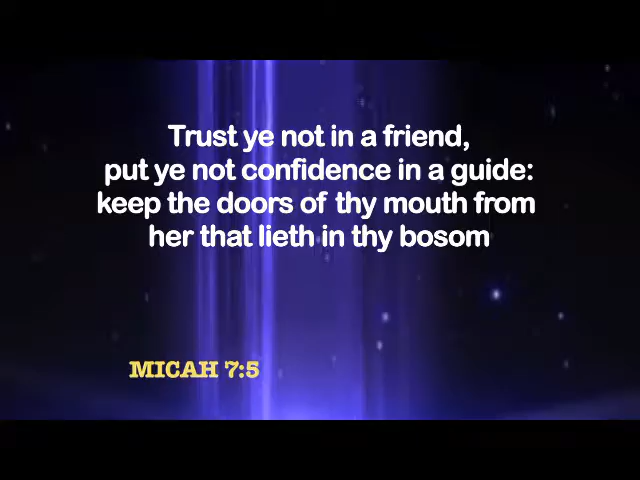 Trust ye not in a friend,
put ye not confidence in a guide:
keep the doors of thy mouth from
her that lieth in thy bosom
MICAH 7:5